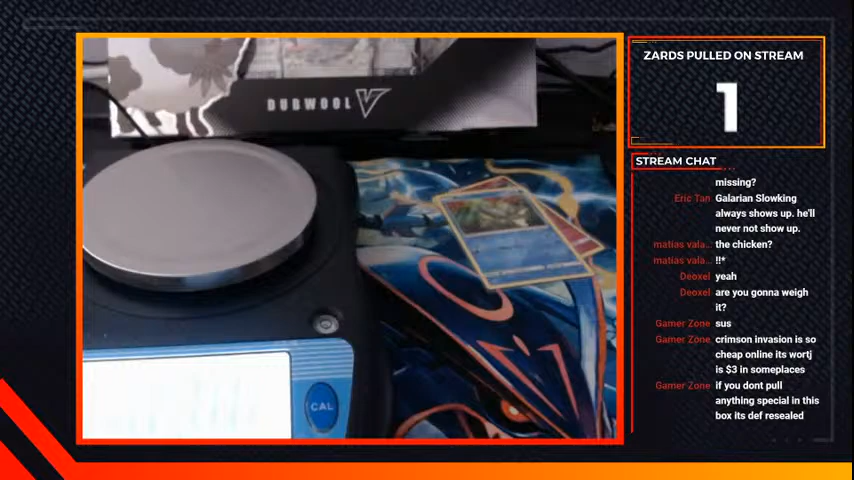 DUBWOOL V
CAL
ZARDS PULLED ON STREAM
1
STREAM CHAT
missing?
Eric Tan Galarian Slowking
always shows up. he'll
never not show up.
matías vala... the chicken?
matías vala... !!*
Deoxel yeah
Deoxel are you gonna weigh
it?
Gamer Zone sus
Gamer Zone crimson invasion is so
cheap online its wortj
is $3 in someplaces
Gamer Zone if you dont pull
anything special in this
box its def resealed